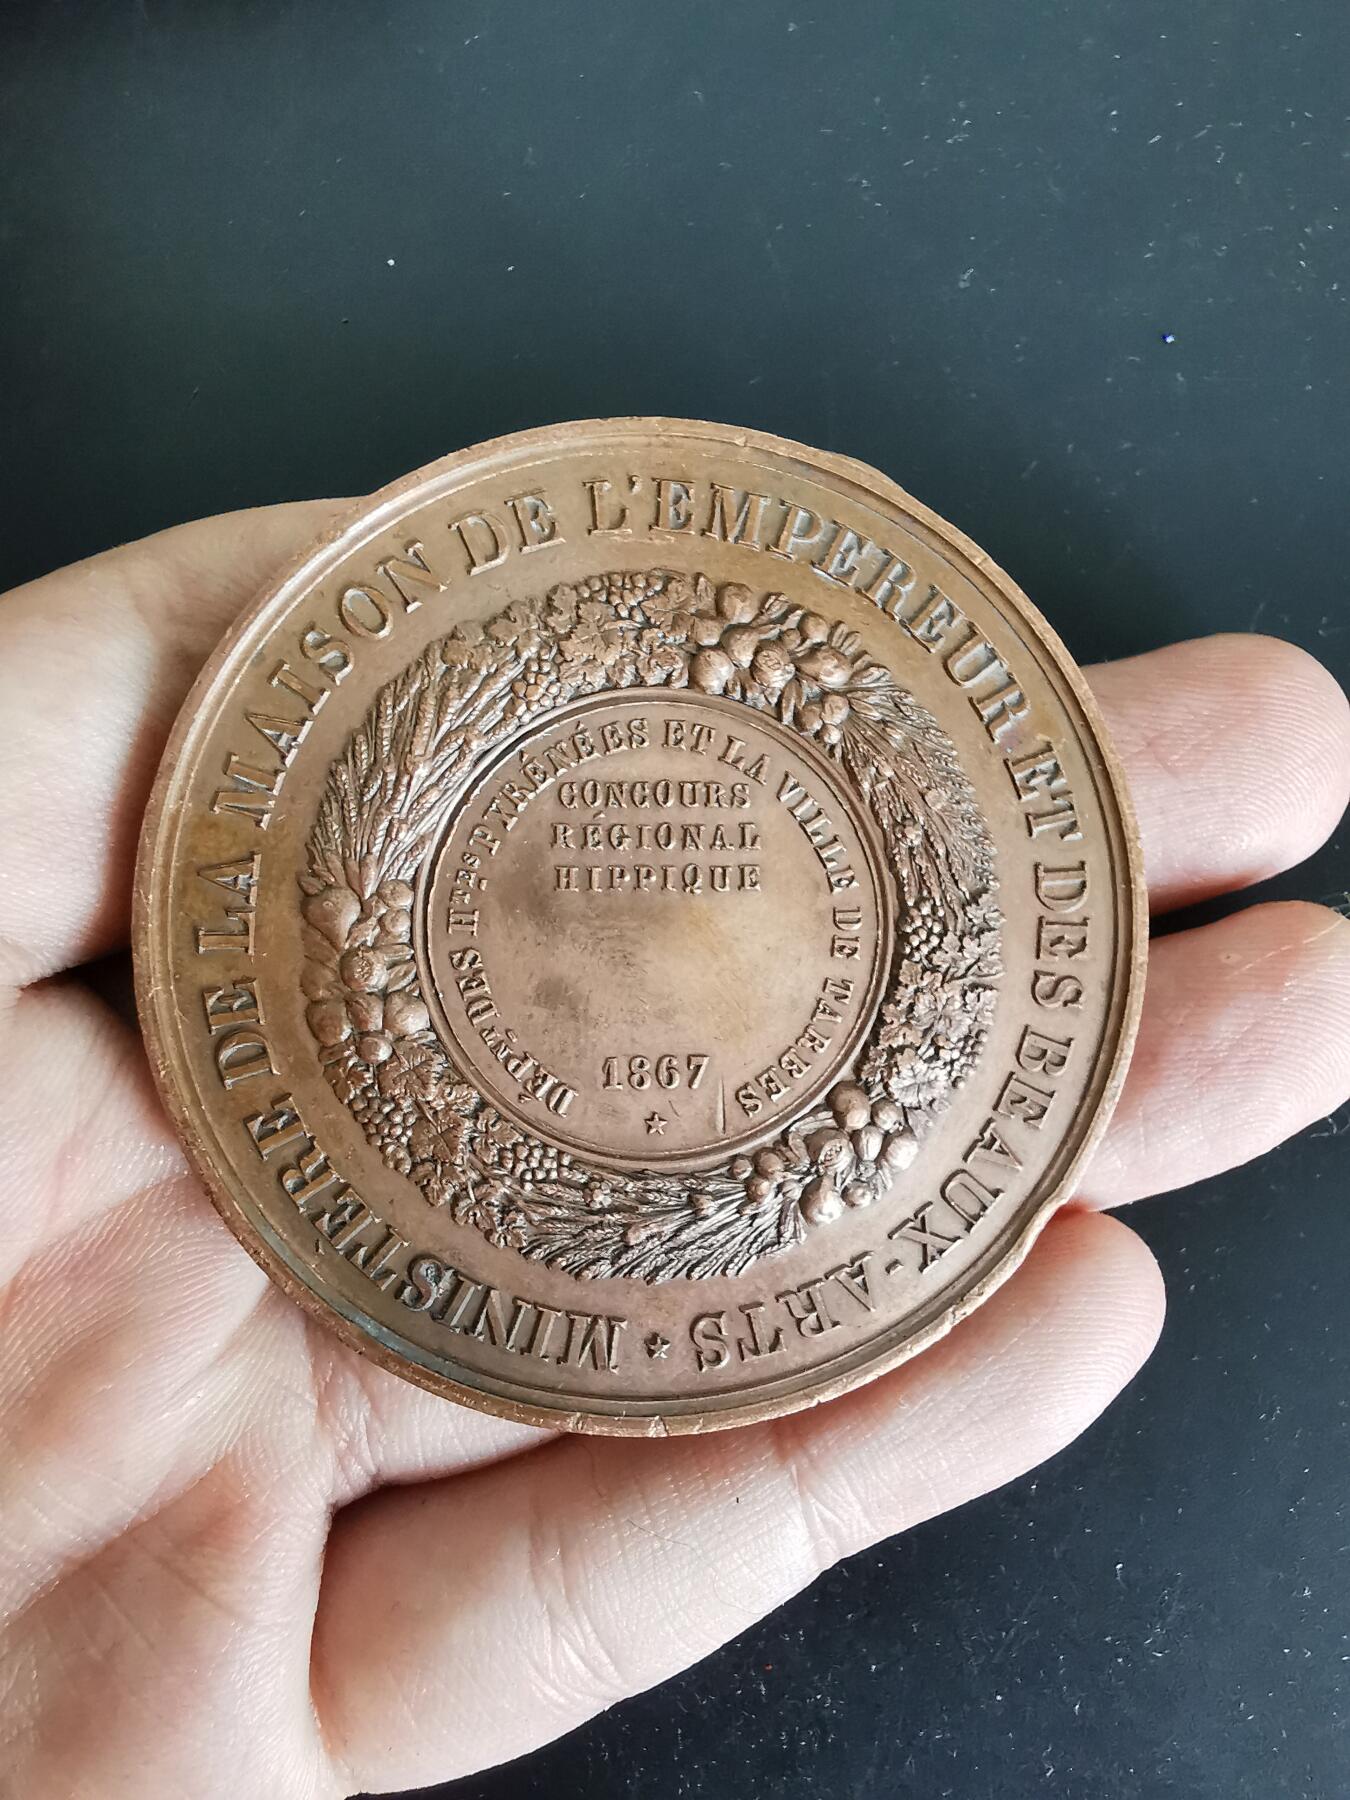 MINISTÈRE DE LA MAISON DE L'EMPEREUR ET DES BEAUX-ARTS
DÉPNT DES HTES PYRÉNÉES ET LA VILLE DE TARBES
CONCOURS
RÉGIONAL
HIPPIQUE
1867